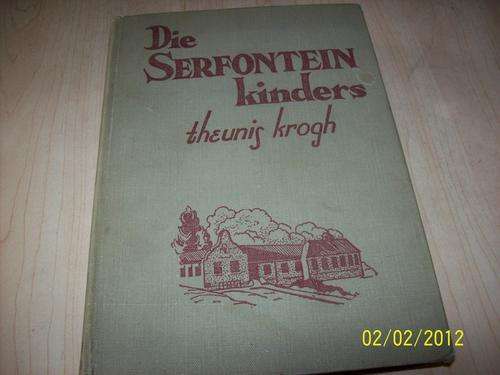 Die
SERFONTEIN
kinders
theunis krogh
02/02/2012